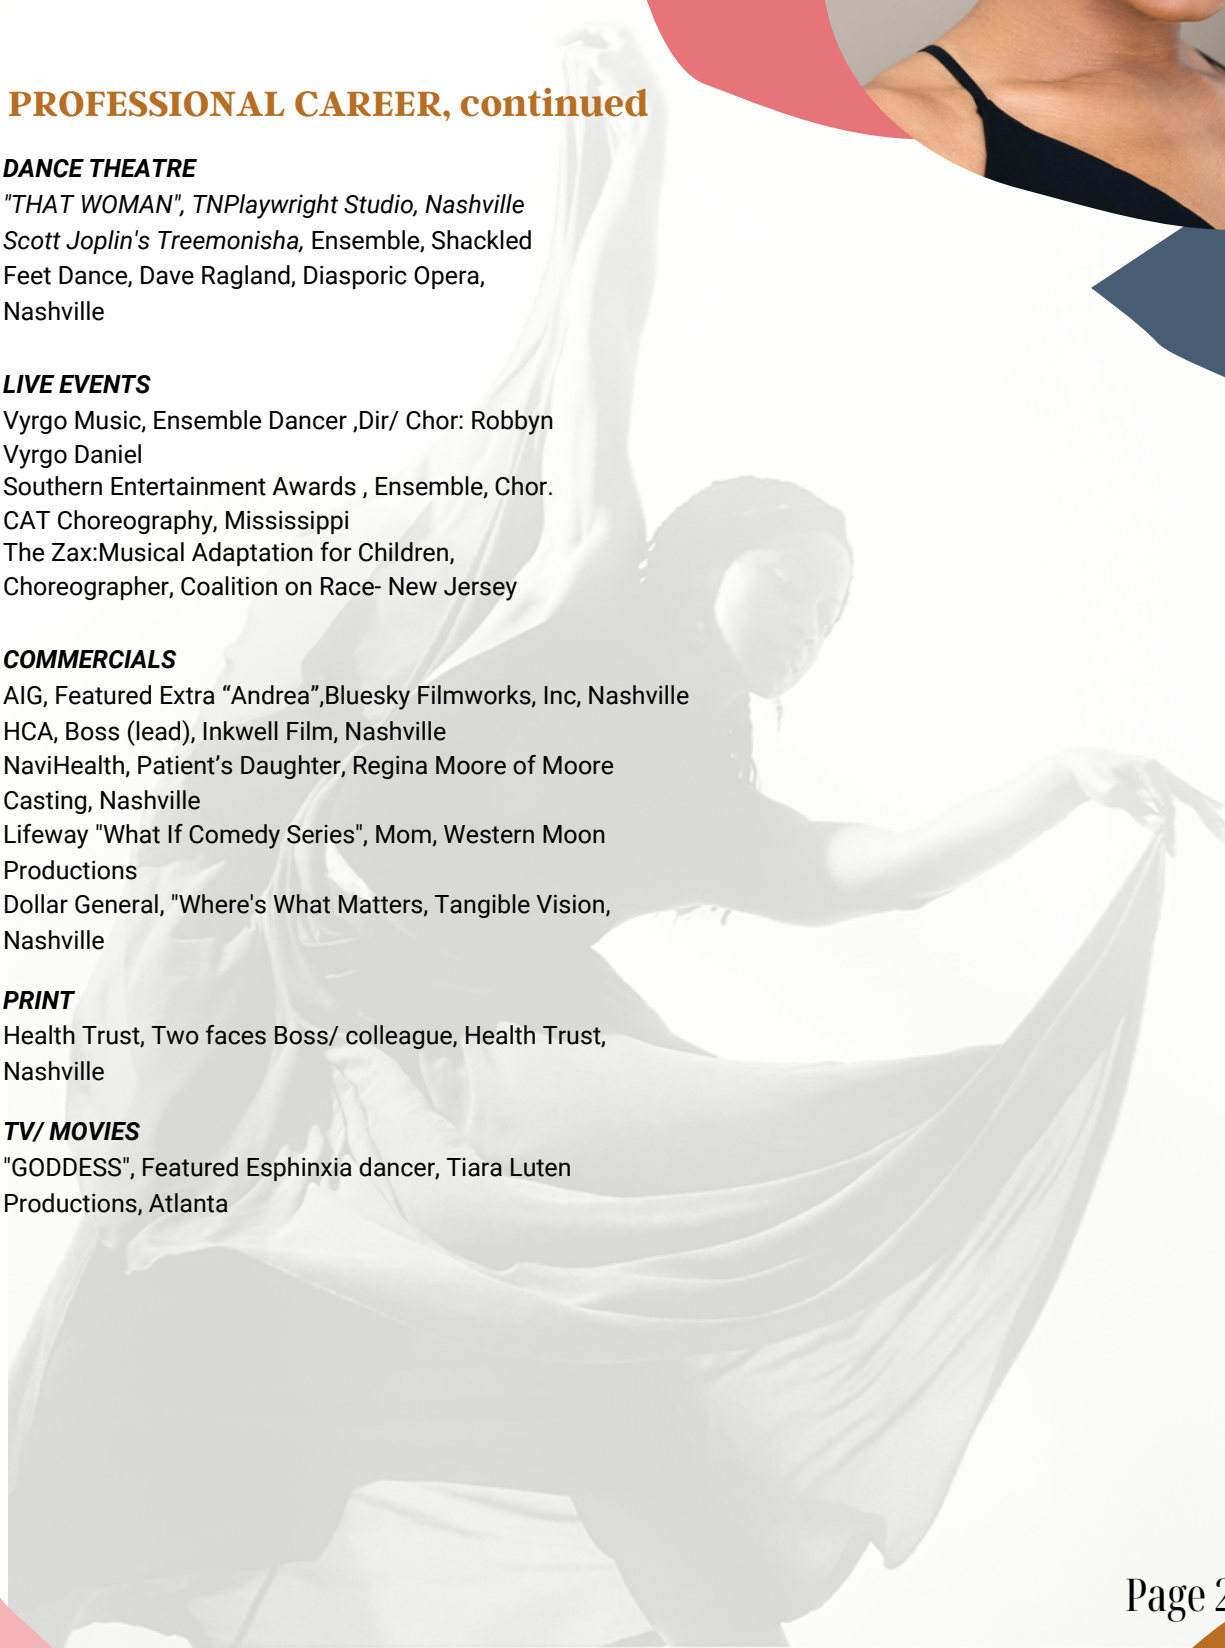 PROFESSIONAL CAREER, continued
DANCE THEATRE
"THAT WOMAN", TNPlaywright Studio, Nashville
Scott Joplin's Treemonisha, Ensemble, Shackled
Feet Dance, Dave Ragland, Diasporic Opera,
Nashville
LIVE EVENTS
Vyrgo Music, Ensemble Dancer ,Dir/ Chor: Robbyn
Vyrgo Daniel
Southern Entertainment Awards , Ensemble, Chor.
CAT Choreography, Mississippi
The Zax:Musical Adaptation for Children,
Choreographer, Coalition on Race- New Jersey
COMMERCIALS
AIG, Featured Extra “Andrea”,Bluesky Filmworks, Inc, Nashville
HCA, Boss (lead), Inkwell Film, Nashville
NaviHealth, Patient’s Daughter, Regina Moore of Moore
Casting, Nashville
Lifeway "What If Comedy Series", Mom, Western Moon
Productions
Dollar General, "Where's What Matters, Tangible Vision,
Nashville
PRINT
Health Trust, Two faces Boss/ colleague, Health Trust,
Nashville
TV/ MOVIES
"GODDESS", Featured Esphinxia dancer, Tiara Luten
Productions, Atlanta
Page 2